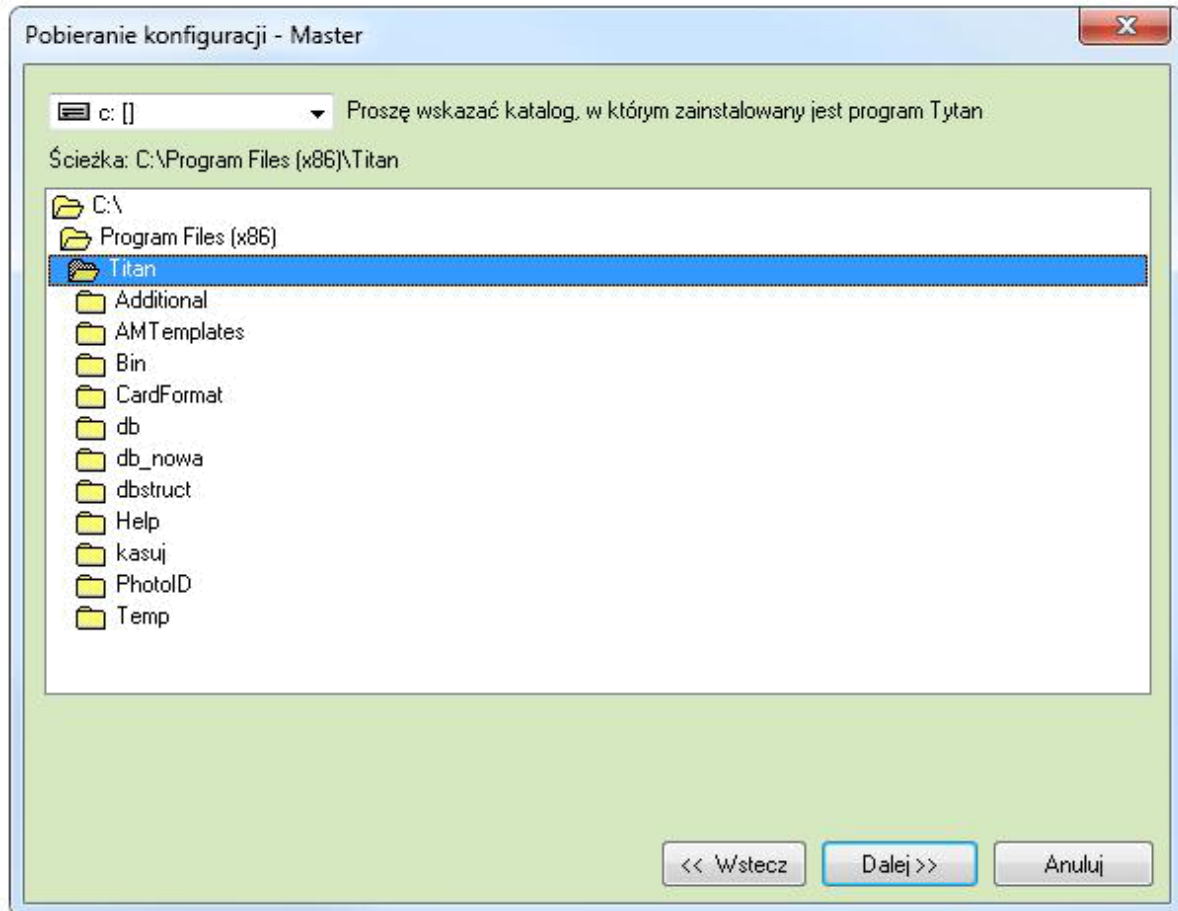 Pobieranie konfiguracji - Master
c: []
Proszę wskazać katalog, w którym zainstalowany jest program Tytan
Ścieżka: C:\Program Files (x86)\Titan
C:\
Program Files (x86)
Titan
Additional
AMTemplates
Bin
CardFormat
db
db_nowa
dbstruct
Help
kasuj
PhotoID
Temp
<< Wstecz
Dalej >>
Anuluj